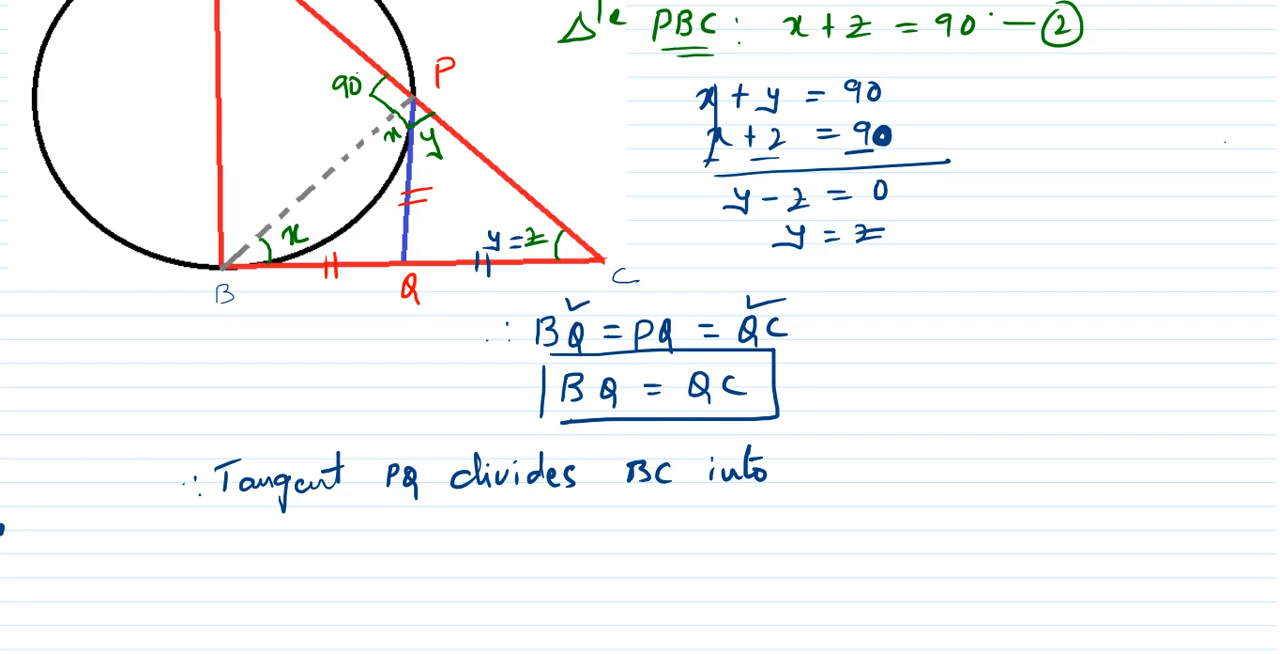 Δle PBC: x + z = 90° — ②
P
90
x + y = 90
x + z = 90
x y
y - z = 0
x
y = z
y = z
B Q C
∴ BQ = PQ = QC
BQ = QC
∴ Tangent PQ divides BC into